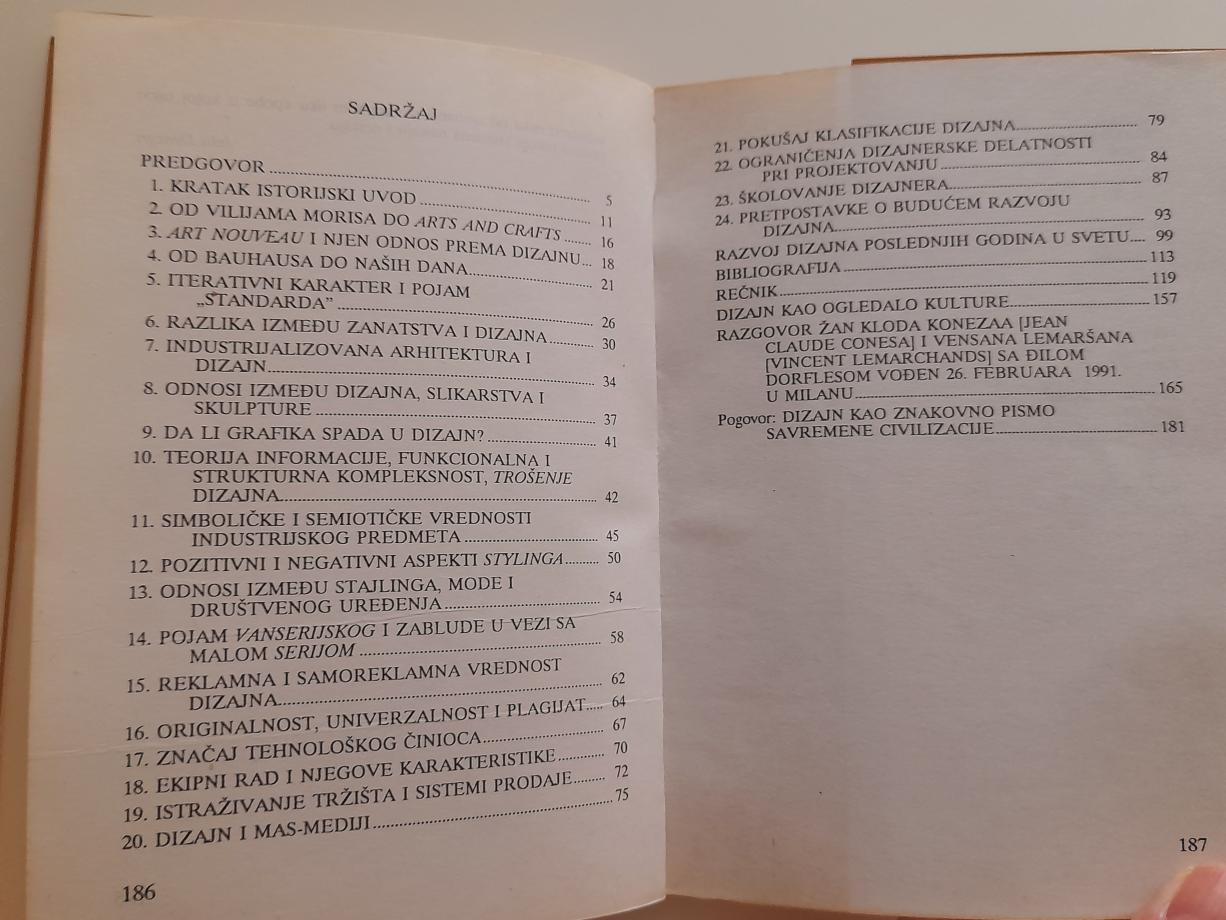 SADRŽAJ
PREDGOVOR ........ 5
1. KRATAK ISTORIJSKI UVOD ........ 11
2. OD VILIJAMA MORISA DO ARTS AND CRAFTS ........ 16
3. ART NOUVEAU I NJEN ODNOS PREMA DIZAJNU... 18
4. OD BAUHAUSA DO NAŠIH DANA ........ 21
5. ITERATIVNI KARAKTER I POJAM
„STANDARDA” ........ 26
6. RAZLIKA IZMEĐU ZANATSTVA I DIZAJNA ........ 30
7. INDUSTRIJALIZOVANA ARHITEKTURA I
DIZAJN ........ 34
8. ODNOSI IZMEĐU DIZAJNA, SLIKARSTVA I
SKULPTURE ........ 37
9. DA LI GRAFIKA SPADA U DIZAJN? ........ 41
10. TEORIJA INFORMACIJE, FUNKCIONALNA I
STRUKTURNA KOMPLEKSNOST, TROŠENJE
DIZAJNA ........ 42
11. SIMBOLIČKE I SEMIOTIČKE VREDNOSTI
INDUSTRIJSKOG PREDMETA ........ 45
12. POZITIVNI I NEGATIVNI ASPEKTI STYLINGA ........ 50
13. ODNOSI IZMEĐU STAJLINGA, MODE I
DRUŠTVENOG UREĐENJA ........ 54
14. POJAM VANSERIJSKOG I ZABLUDE U VEZI SA
MALOM SERIJOM ........ 58
15. REKLAMNA I SAMOREKLAMNA VREDNOST
DIZAJNA ........ 62
16. ORIGINALNOST, UNIVERZALNOST I PLAGIJAT ..... 64
17. ZNAČAJ TEHNOLOŠKOG ČINIOCA ........ 67
18. EKIPNI RAD I NJEGOVE KARAKTERISTIKE ........ 70
19. ISTRAŽIVANJE TRŽIŠTA I SISTEMI PRODAJE ........ 72
20. DIZAJN I MAS-MEDIJI ........ 75
186
21. POKUŠAJ KLASIFIKACIJE DIZAJNA ........ 79
22. OGRANIČENJA DIZAJNERSKE DELATNOSTI
PRI PROJEKTOVANJU ........ 84
23. ŠKOLOVANJE DIZAJNERA ........ 87
24. PRETPOSTAVKE O BUDUĆEM RAZVOJU
DIZAJNA ........ 93
RAZVOJ DIZAJNA POSLEDNJIH GODINA U SVETU .... 99
BIBLIOGRAFIJA ........ 113
REČNIK ........ 119
DIZAJN KAO OGLEDALO KULTURE ........ 157
RAZGOVOR ŽAN KLODA KONEZAA [JEAN
CLAUDE CONESA] I VENSANA LEMARŠANA
[VINCENT LEMARCHANDS] SA ĐILOM
DORFLESOM VOĐEN 26. FEBRUARA 1991.
U MILANU ........ 165
Pogovor: DIZAJN KAO ZNAKOVNO PISMO
SAVREMENE CIVILIZACIJE ........ 181
187